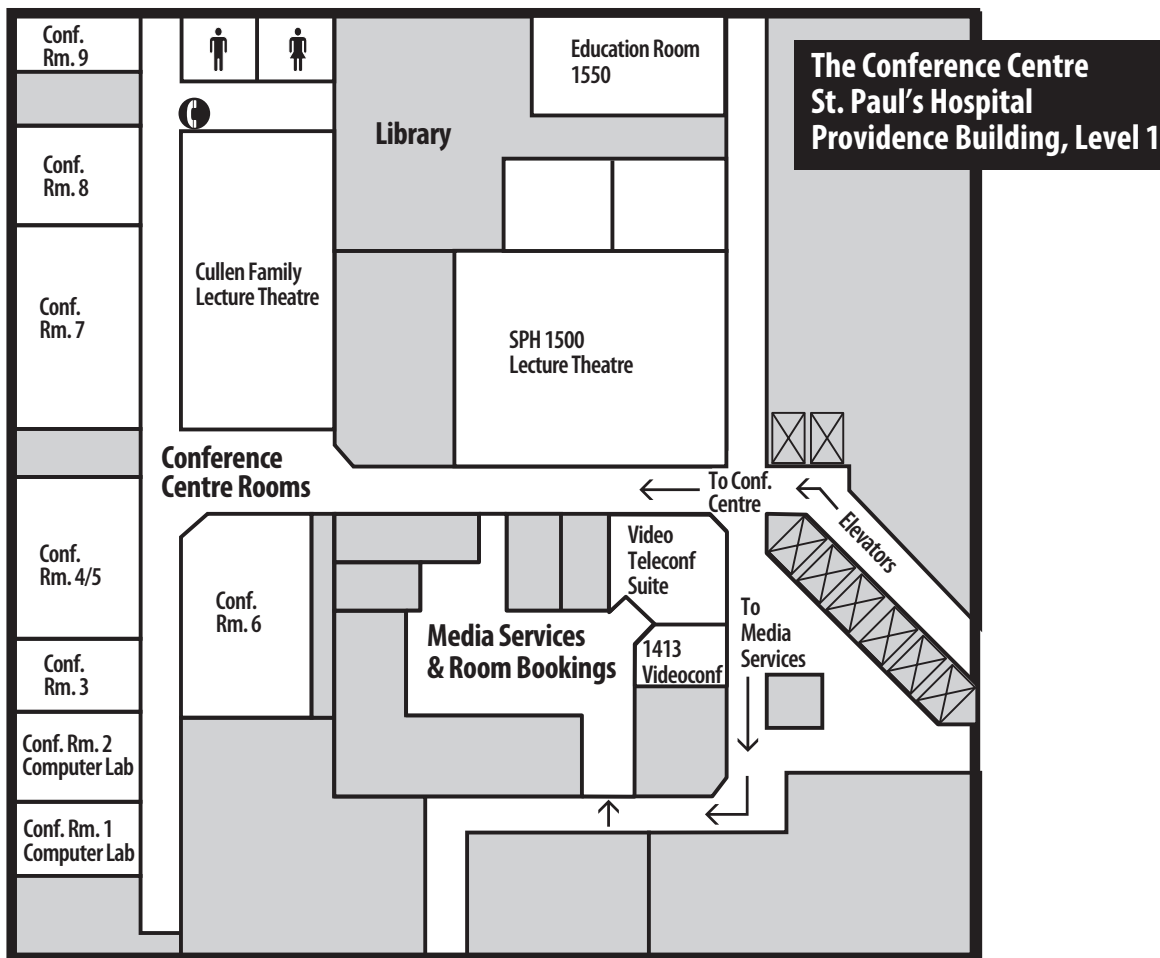 Conf.
Rm. 9
Education Room
1550
The Conference Centre
St. Paul's Hospital
Providence Building, Level 1
Library
Conf.
Rm. 8
Cullen Family
Lecture Theatre
Conf.
Rm. 7
SPH 1500
Lecture Theatre
Conference
Centre Rooms
To Conf.
Centre
Elevators
Conf.
Rm. 4/5
Video
Teleconf
Suite
Conf.
Rm. 6
To
Media
Services
Media Services
& Room Bookings
1413
Videoconf
Conf.
Rm. 3
Conf. Rm. 2
Computer Lab
Conf. Rm. 1
Computer Lab